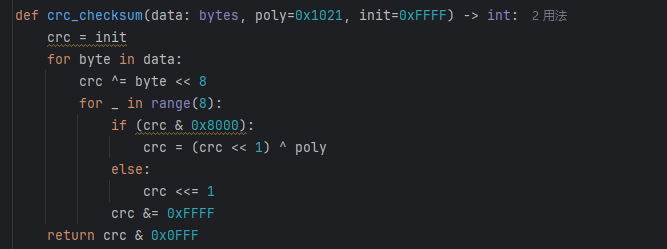 def crc_checksum(data: bytes, poly=0x1021, init=0xFFFF) -> int:  2 用法
    crc = init
    for byte in data:
        crc ^= byte << 8
        for _ in range(8):
            if (crc & 0x8000):
                crc = (crc << 1) ^ poly
            else:
                crc <<= 1
            crc &= 0xFFFF
    return crc & 0x0FFF